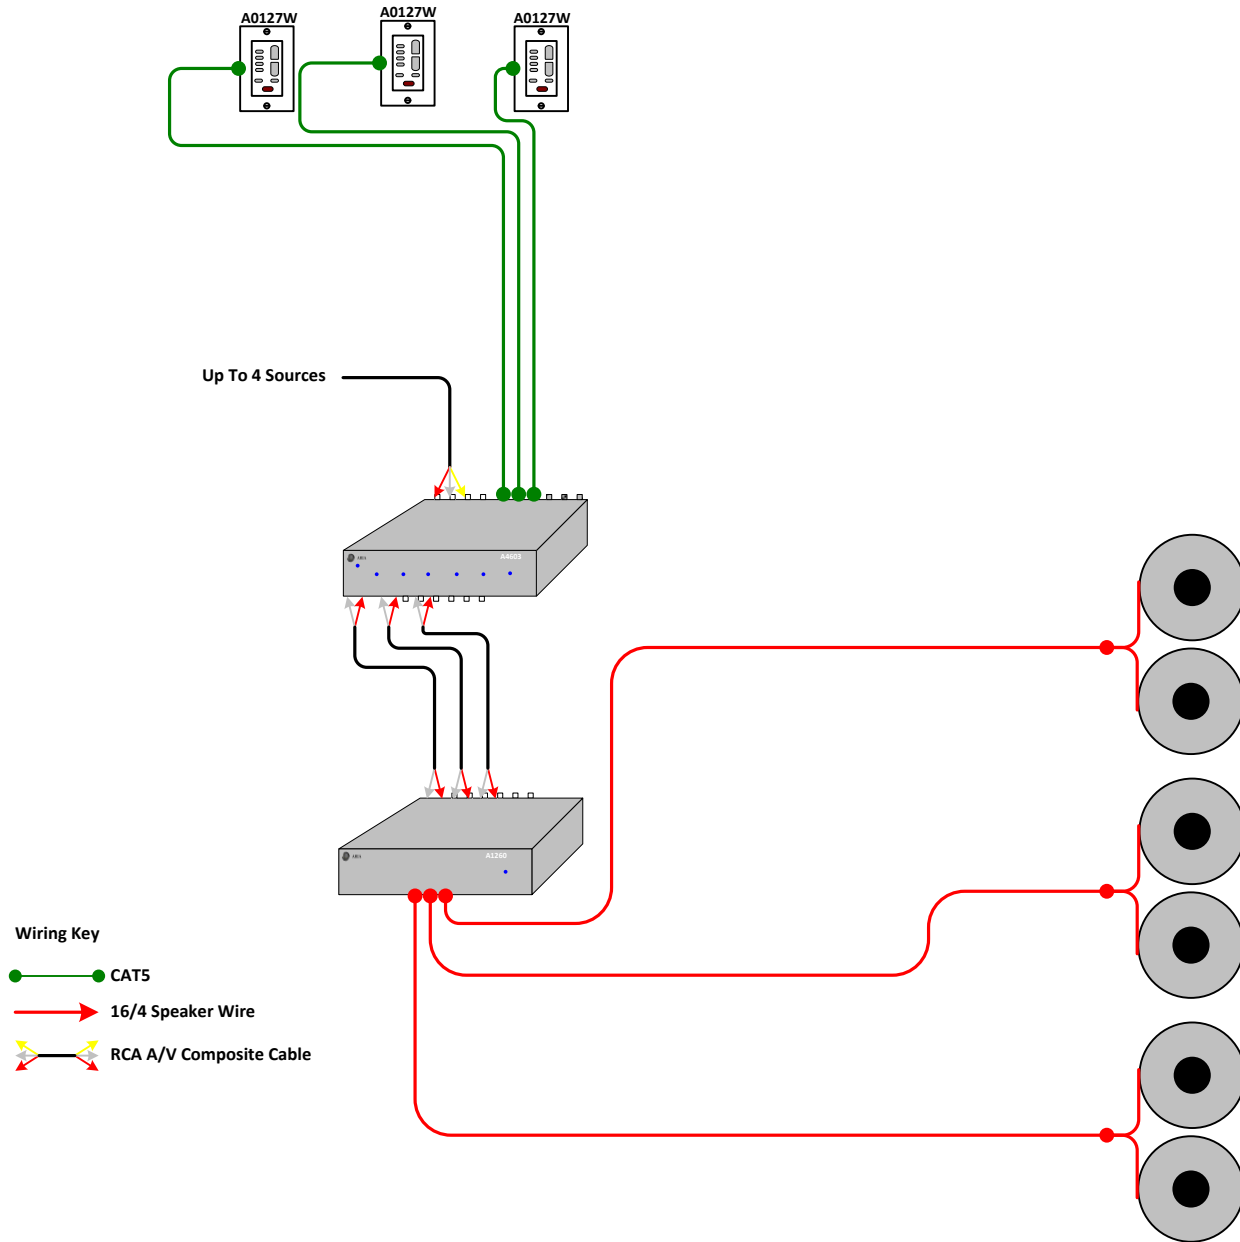 A0127W
A0127W
A0127W
Up To 4 Sources
A4603
A1260
Wiring Key
CAT5
16/4 Speaker Wire
RCA A/V Composite Cable